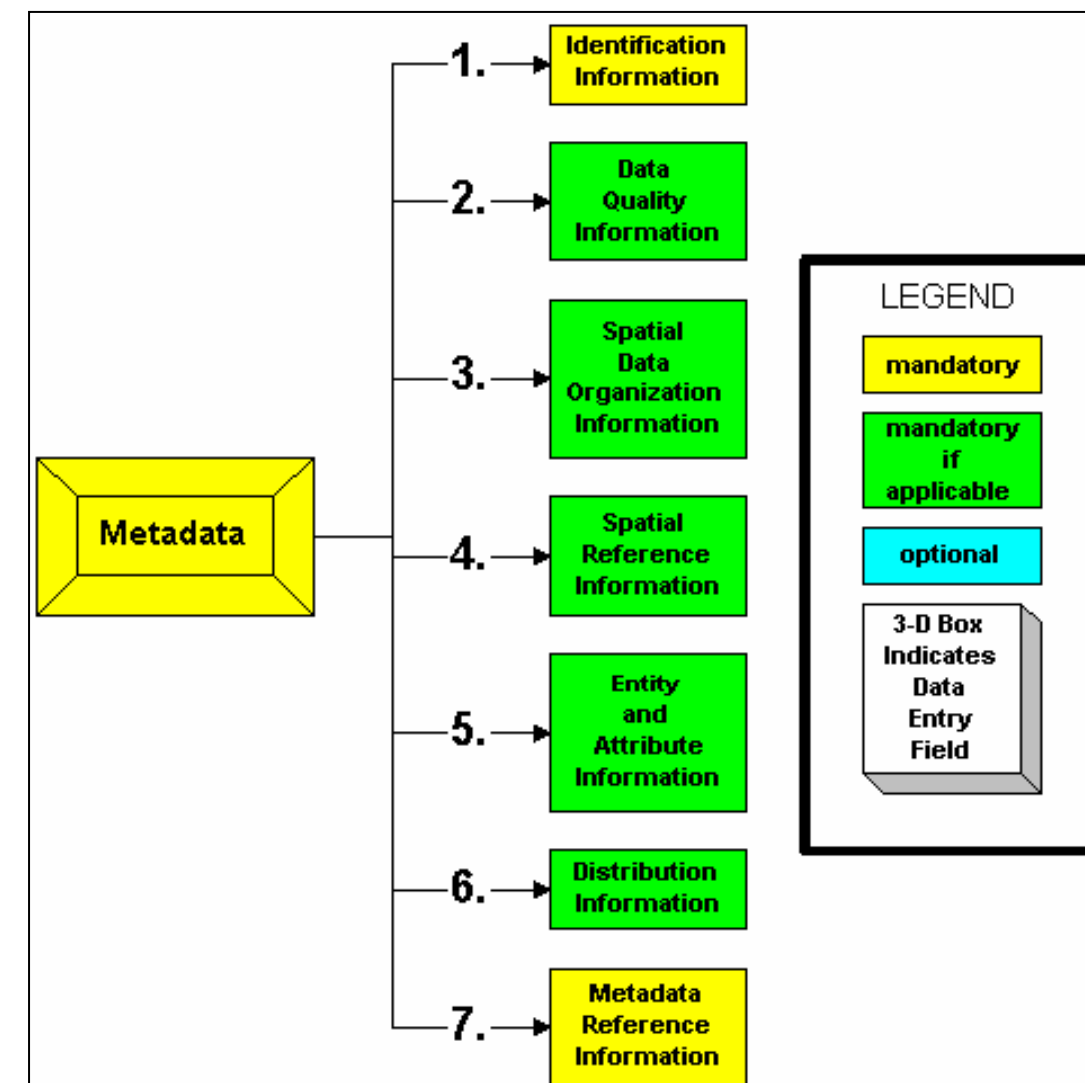 Metadata
1.
Identification
Information
2.
Data
Quality
Information
3.
Spatial
Data
Organization
Information
4.
Spatial
Reference
Information
5.
Entity
and
Attribute
Information
6.
Distribution
Information
7.
Metadata
Reference
Information
LEGEND
mandatory
mandatory
if
applicable
optional
3-D Box
Indicates
Data
Entry
Field